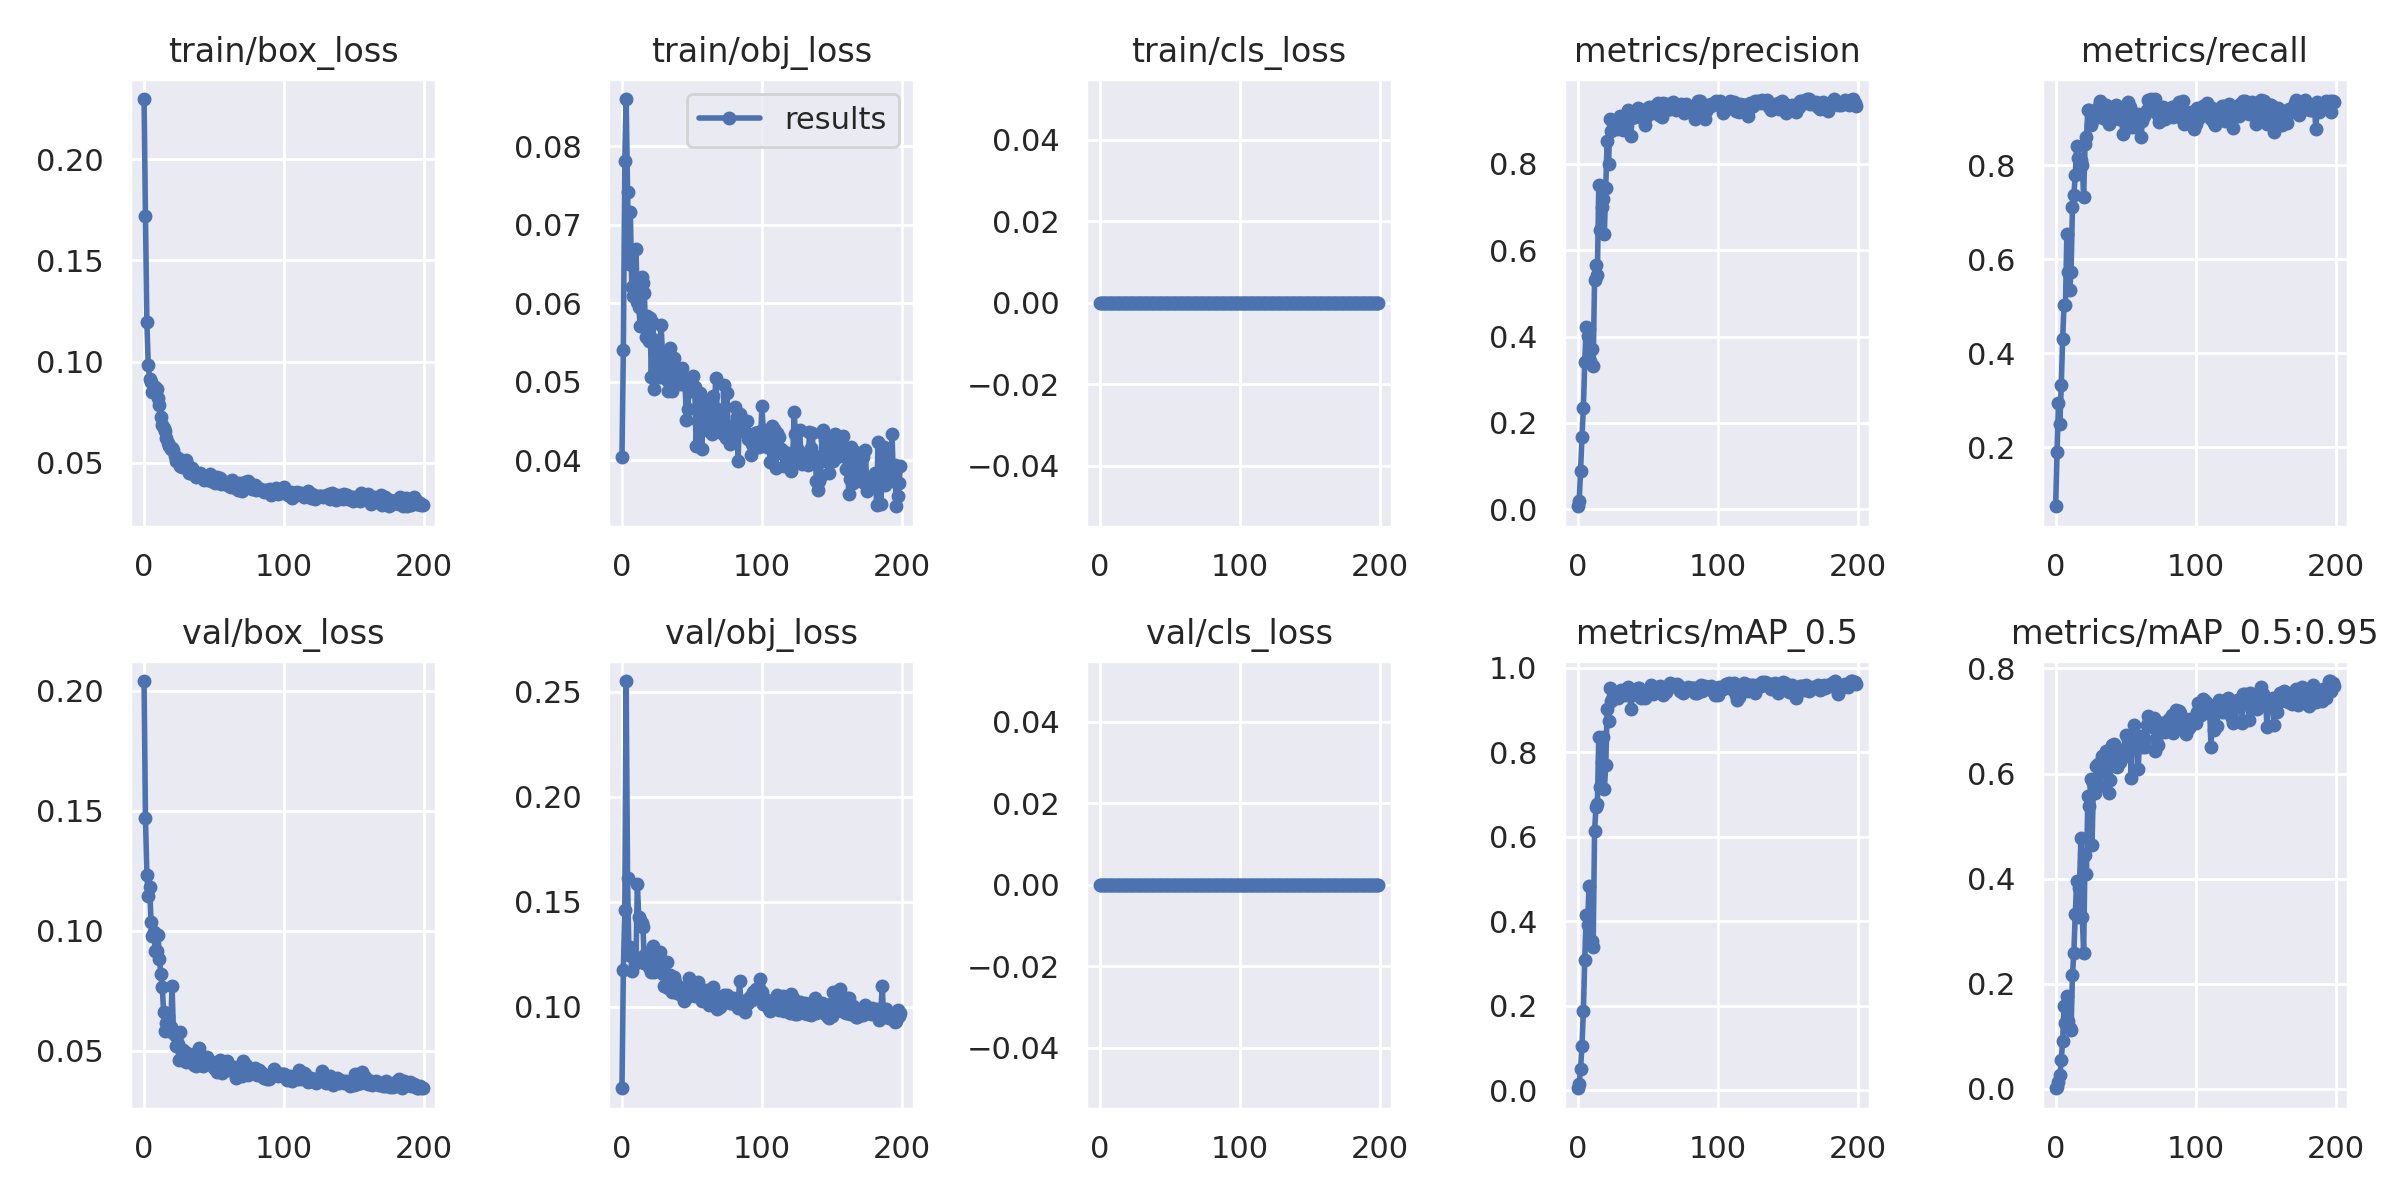 train/box_loss
0.20
0.15
0.10
0.05
0 100 200
train/obj_loss
results
0.08
0.07
0.06
0.05
0.04
0 100 200
train/cls_loss
0.04
0.02
0.00
−0.02
−0.04
0 100 200
metrics/precision
0.8
0.6
0.4
0.2
0.0
0 100 200
metrics/recall
0.8
0.6
0.4
0.2
0 100 200
val/box_loss
0.20
0.15
0.10
0.05
0 100 200
val/obj_loss
0.25
0.20
0.15
0.10
0 100 200
val/cls_loss
0.04
0.02
0.00
−0.02
−0.04
0 100 200
metrics/mAP_0.5
1.0
0.8
0.6
0.4
0.2
0.0
0 100 200
metrics/mAP_0.5:0.95
0.8
0.6
0.4
0.2
0.0
0 100 200